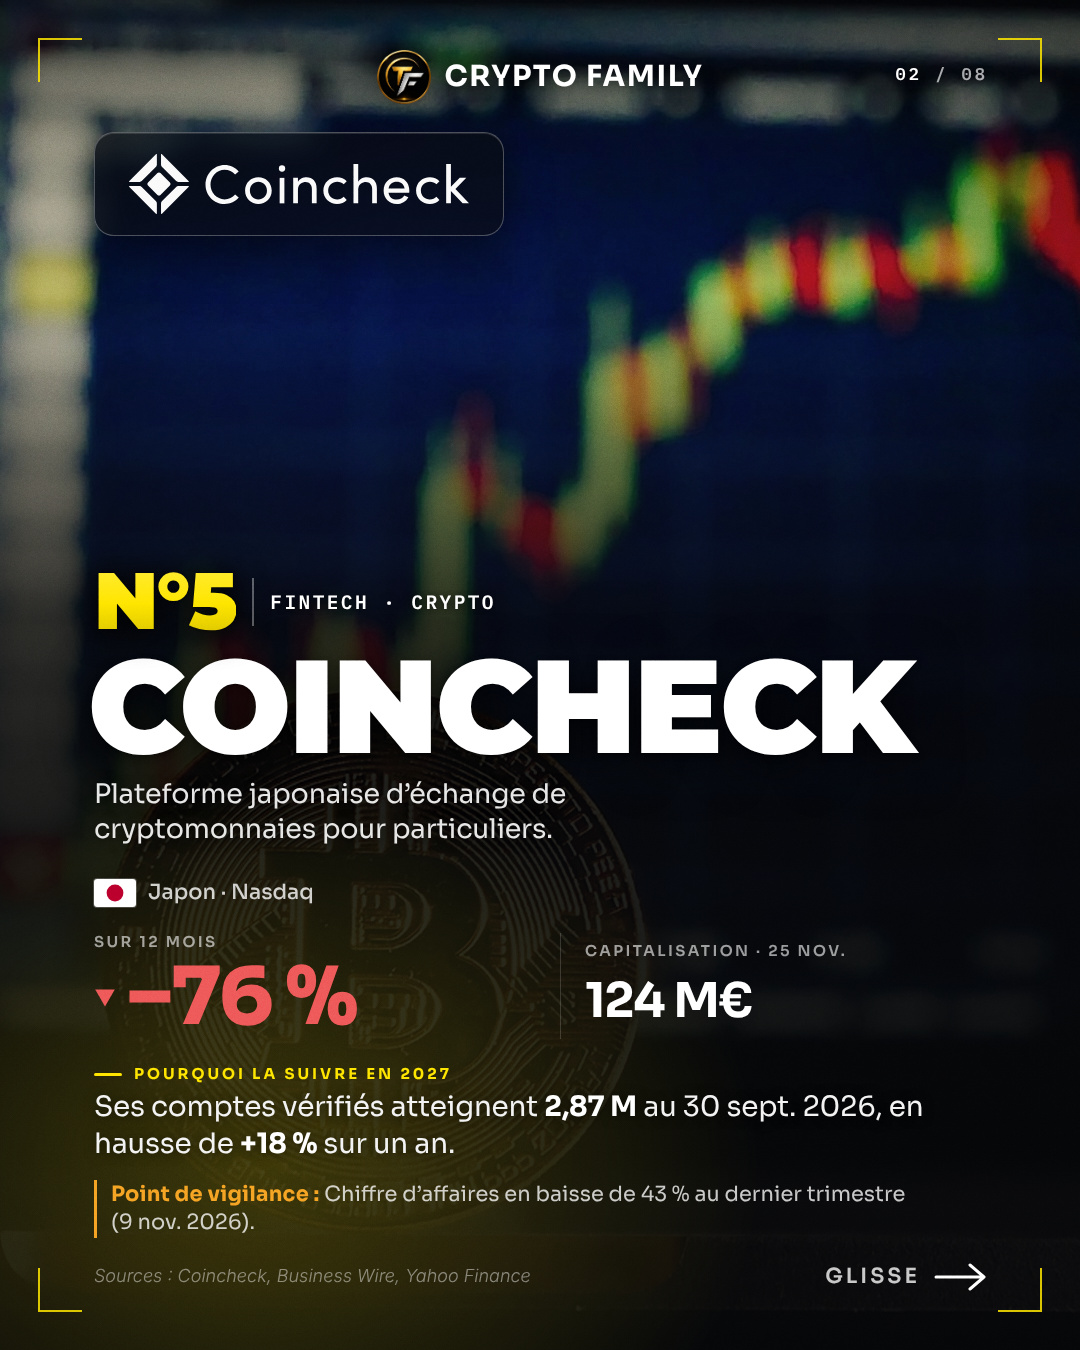 CRYPTO FAMILY
02 / 08
Coincheck
N°5
FINTECH · CRYPTO
COINCHECK
Plateforme japonaise d’échange de
cryptomonnaies pour particuliers.
Japon · Nasdaq
SUR 12 MOIS
▼ −76 %
CAPITALISATION · 25 NOV.
124 M€
POURQUOI LA SUIVRE EN 2027
Ses comptes vérifiés atteignent 2,87 M au 30 sept. 2026, en
hausse de +18 % sur un an.
Point de vigilance : Chiffre d’affaires en baisse de 43 % au dernier trimestre
(9 nov. 2026).
Sources : Coincheck, Business Wire, Yahoo Finance
GLISSE